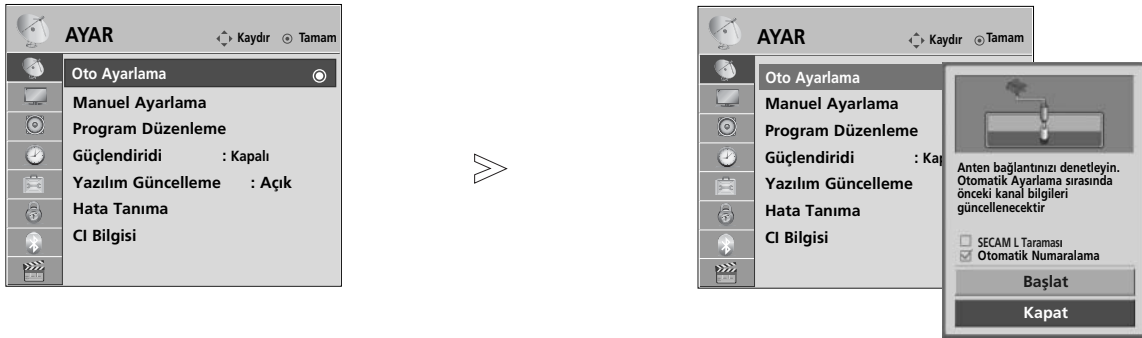 AYAR
Kaydır Tamam
Oto Ayarlama
Manuel Ayarlama
Program Düzenleme
Güçlendiridi : Kapalı
Yazılım Güncelleme : Açık
Hata Tanıma
CI Bilgisi
AYAR
Kaydır Tamam
Oto Ayarlama
Manuel Ayarlama
Program Düzenleme
Güçlendiridi : Kap
Yazılım Güncelleme
Hata Tanıma
CI Bilgisi
Anten bağlantınızı denetleyin.
Otomatik Ayarlama sırasında
önceki kanal bilgileri
güncellenecektir
SECAM L Taraması
Otomatik Numaralama
Başlat
Kapat